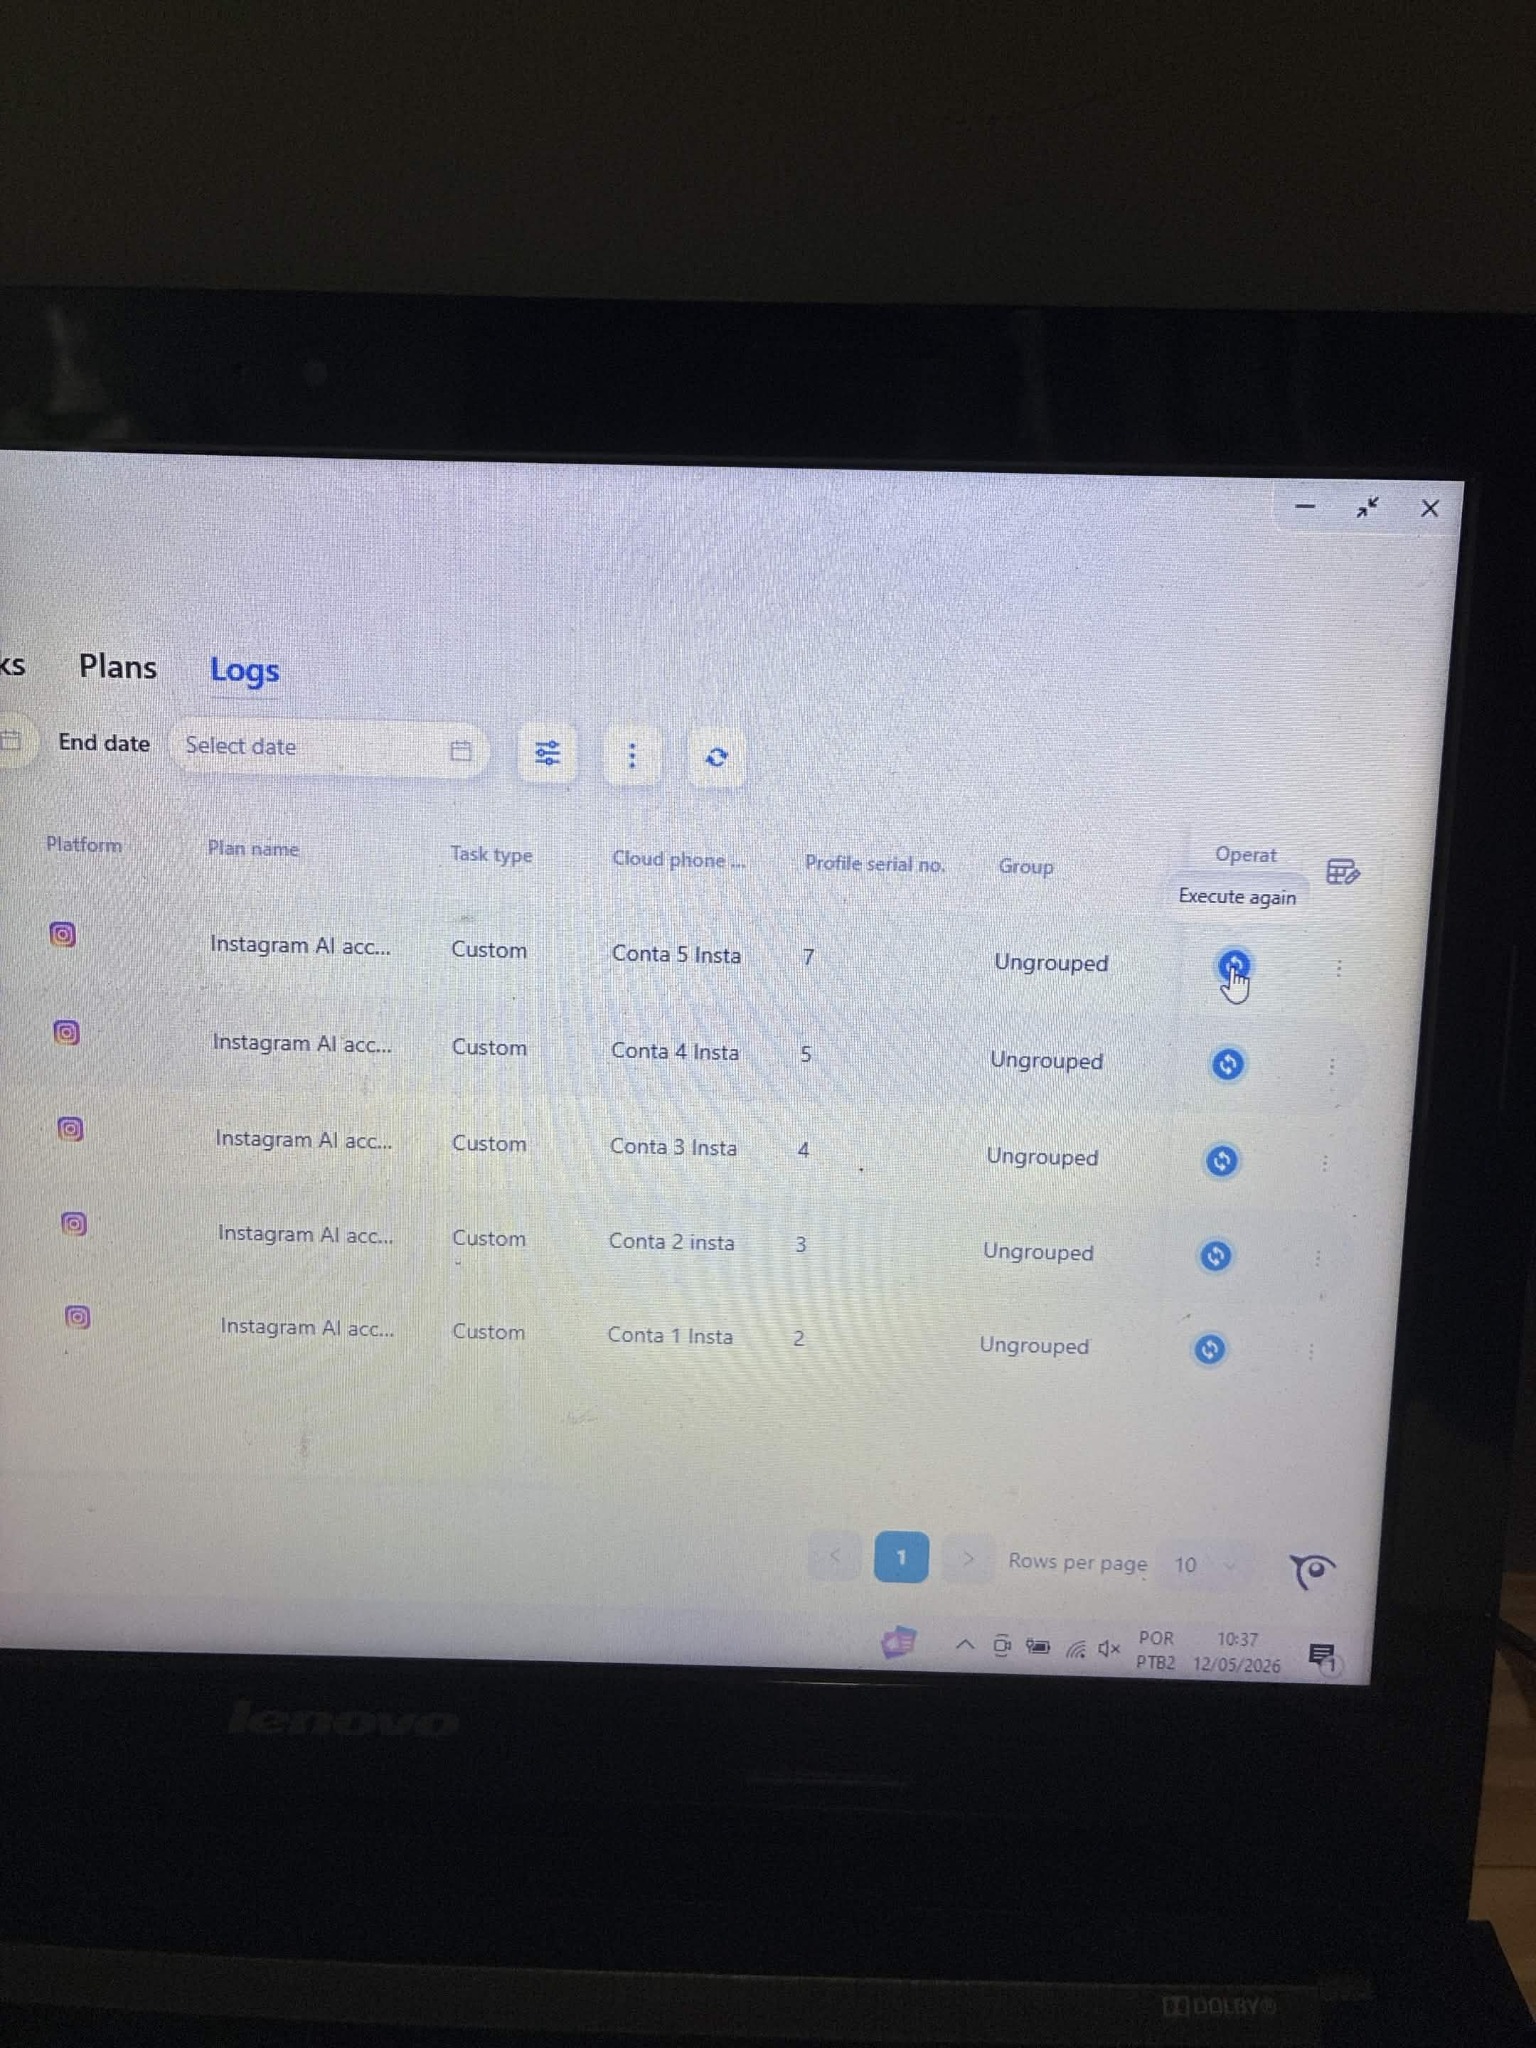 ks Plans Logs
End date Select date
Platform Plan name Task type Cloud phone ... Profile serial no. Group Operat
Execute again
Instagram AI acc... Custom Conta 5 Insta 7 Ungrouped
Instagram AI acc... Custom Conta 4 Insta 5 Ungrouped
Instagram AI acc... Custom Conta 3 Insta 4 Ungrouped
Instagram AI acc... Custom Conta 2 insta 3 Ungrouped
Instagram AI acc... Custom Conta 1 Insta 2 Ungrouped
1 Rows per page 10
POR 10:37
PTB2 12/05/2026 1
lenovo
DOLBY®